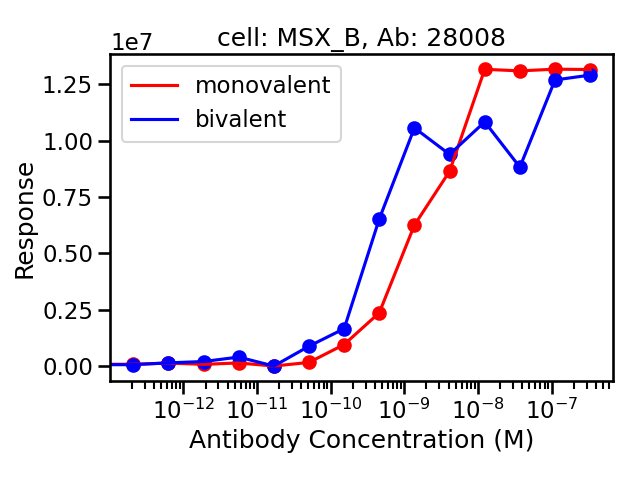 cell: MSX_B, Ab: 28008
1e7
monovalent
bivalent
1.25
1.00
0.75
0.50
0.25
0.00
Response
10⁻¹² 10⁻¹¹ 10⁻¹⁰ 10⁻⁹ 10⁻⁸ 10⁻⁷
Antibody Concentration (M)